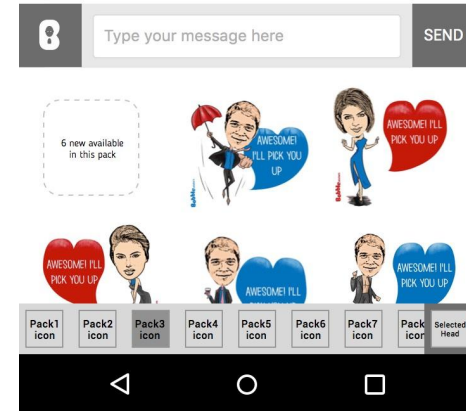 Type your message here
SEND
6 new available
in this pack
AWESOME!
I'LL PICK YOU
UP
AWESOME! I'LL
PICK YOU UP
AWESOME! I'LL
PICK YOU UP
AWESOME! I'LL
AWESOME! I'LL
PICK YOU UP
Pack1
icon
Pack2
icon
Pack3
icon
Pack4
icon
Pack5
icon
Pack6
icon
Pack7
icon
Pack
icon
Selected
Head